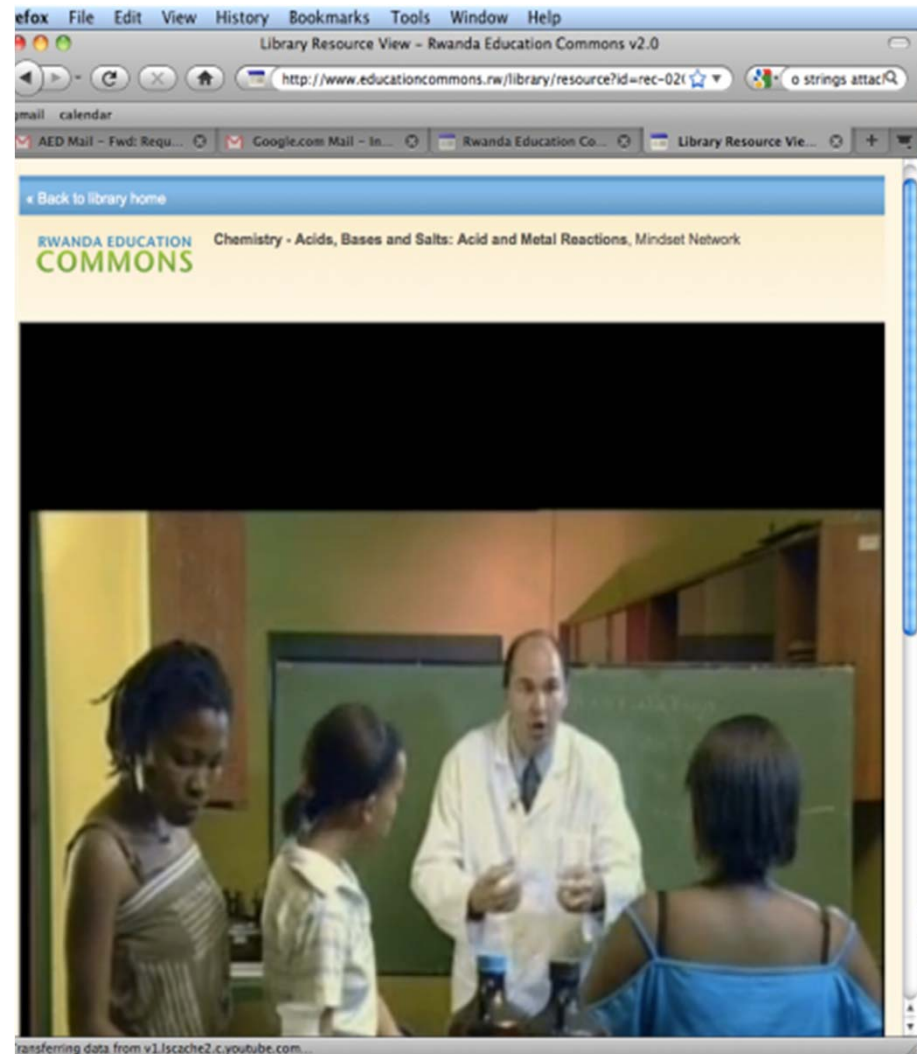 efox File Edit View History Bookmarks Tools Window Help
Library Resource View – Rwanda Education Commons v2.0
http://www.educationcommons.rw/library/resource?id=rec-02( o strings attacl
gmail calendar
AED Mail – Fwd: Requ... Google.com Mail – In... Rwanda Education Co... Library Resource Vie...
« Back to library home
RWANDA EDUCATION
COMMONS
Chemistry - Acids, Bases and Salts: Acid and Metal Reactions, Mindset Network
Transferring data from v1.lscache2.c.youtube.com...